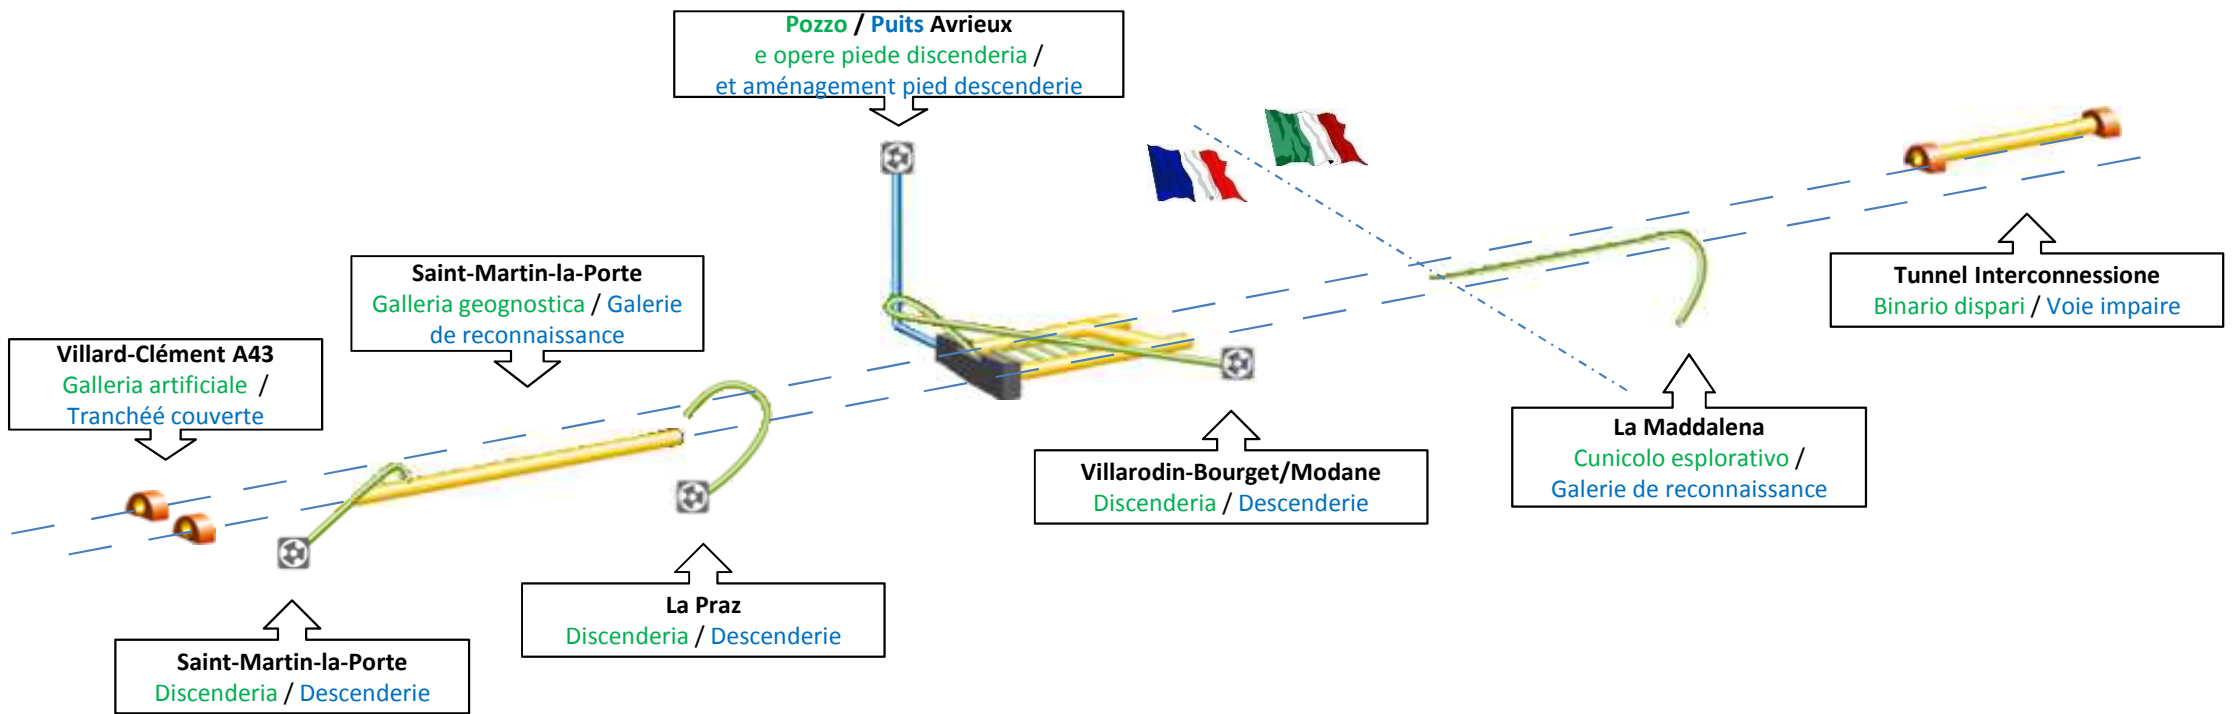 Pozzo / Puits Avrieux
e opere piede discenderia /
et aménagement pied descenderie
Saint-Martin-la-Porte
Galleria geognostica / Galerie
de reconnaissance
Villard-Clément A43
Galleria artificiale /
Tranchéé couverte
Tunnel Interconnessione
Binario dispari / Voie impaire
La Maddalena
Cunicolo esplorativo /
Galerie de reconnaissance
Villarodin-Bourget/Modane
Discenderia / Descenderie
La Praz
Discenderia / Descenderie
Saint-Martin-la-Porte
Discenderia / Descenderie